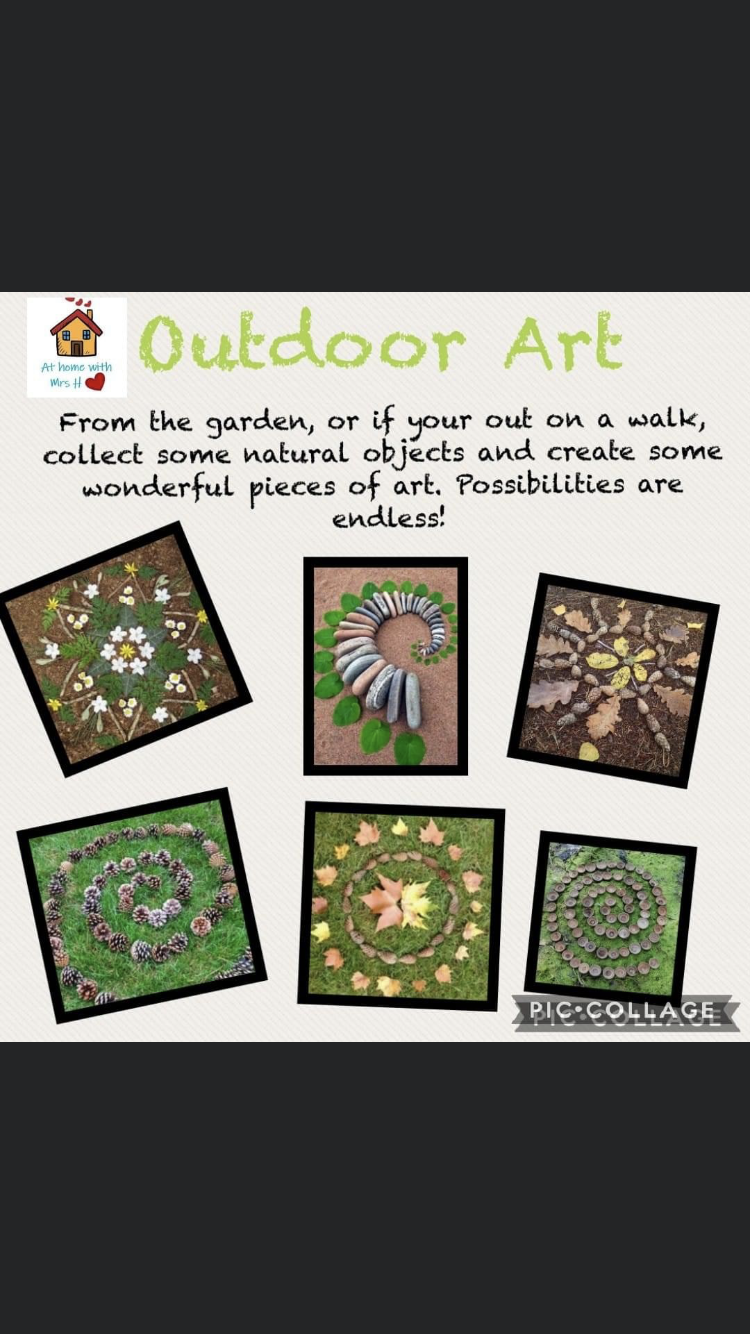 Outdoor Art
At home with
Mrs H
From the garden, or if your out on a walk,
collect some natural objects and create some
wonderful pieces of art. Possibilities are
endless!
PIC•COLLAGE